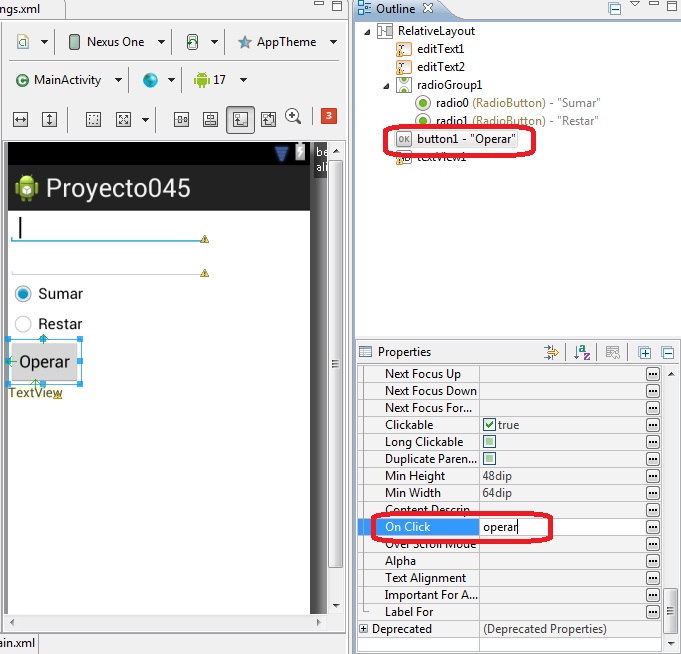 ngs.xml
Nexus One
AppTheme
MainActivity
17
3
be
ali
Proyecto045
Sumar
Restar
Operar
TextView
ain.xml
Outline
RelativeLayout
editText1
editText2
radioGroup1
radio0 (RadioButton) - "Sumar"
radio1 (RadioButton) - "Restar"
OK button1 - "Operar"
textView1
Properties
Next Focus Up
Next Focus Down
Next Focus For...
Clickable true
Long Clickable
Duplicate Paren...
Min Height 48dip
Min Width 64dip
Content Descrip...
On Click operar
Over Scroll Mode
Alpha
Text Alignment
Important For A...
Label For
Deprecated (Deprecated Properties)